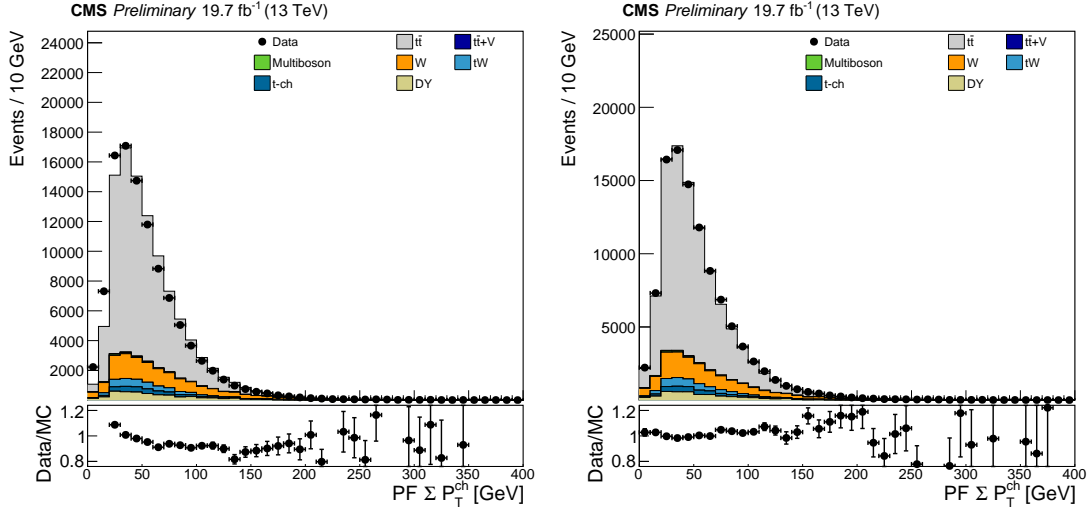 CMS Preliminary 19.7 fb⁻¹ (13 TeV)
Events / 10 GeV
24000
22000
20000
18000
16000
14000
12000
10000
8000
6000
4000
2000
Data
Multiboson
t-ch
tt̄
W
DY
tt̄+V
tW
Data/MC
1.2
1
0.8
0 50 100 150 200 250 300 350 400
PF Σ P_T^ch [GeV]
CMS Preliminary 19.7 fb⁻¹ (13 TeV)
Events / 10 GeV
25000
20000
15000
10000
5000
Data
Multiboson
t-ch
tt̄
W
DY
tt̄+V
tW
Data/MC
1.2
1
0.8
0 50 100 150 200 250 300 350 400
PF Σ P_T^ch [GeV]